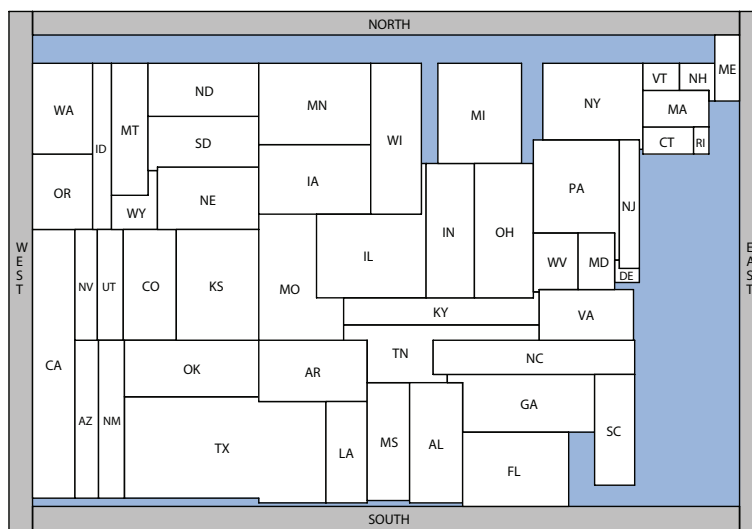 NORTH
ME
VT NH
WA ID MT ND MN WI MI NY MA
SD CT RI
OR WY NE IA IN OH PA NJ
WEST
EAST
NV UT CO KS MO IL WV MD DE
KY VA
CA OK AR TN NC
AZ NM TX LA MS AL GA SC
FL
SOUTH